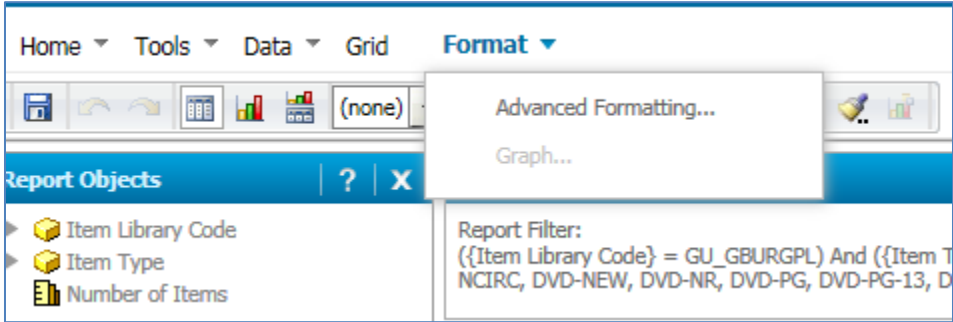 Home Tools Data Grid Format
(none)
Advanced Formatting...
Graph...
Report Objects ? X
Item Library Code
Item Type
Number of Items
Report Filter:
({Item Library Code} = GU_GBURGPL) And ({Item T
NCIRC, DVD-NEW, DVD-NR, DVD-PG, DVD-PG-13, D